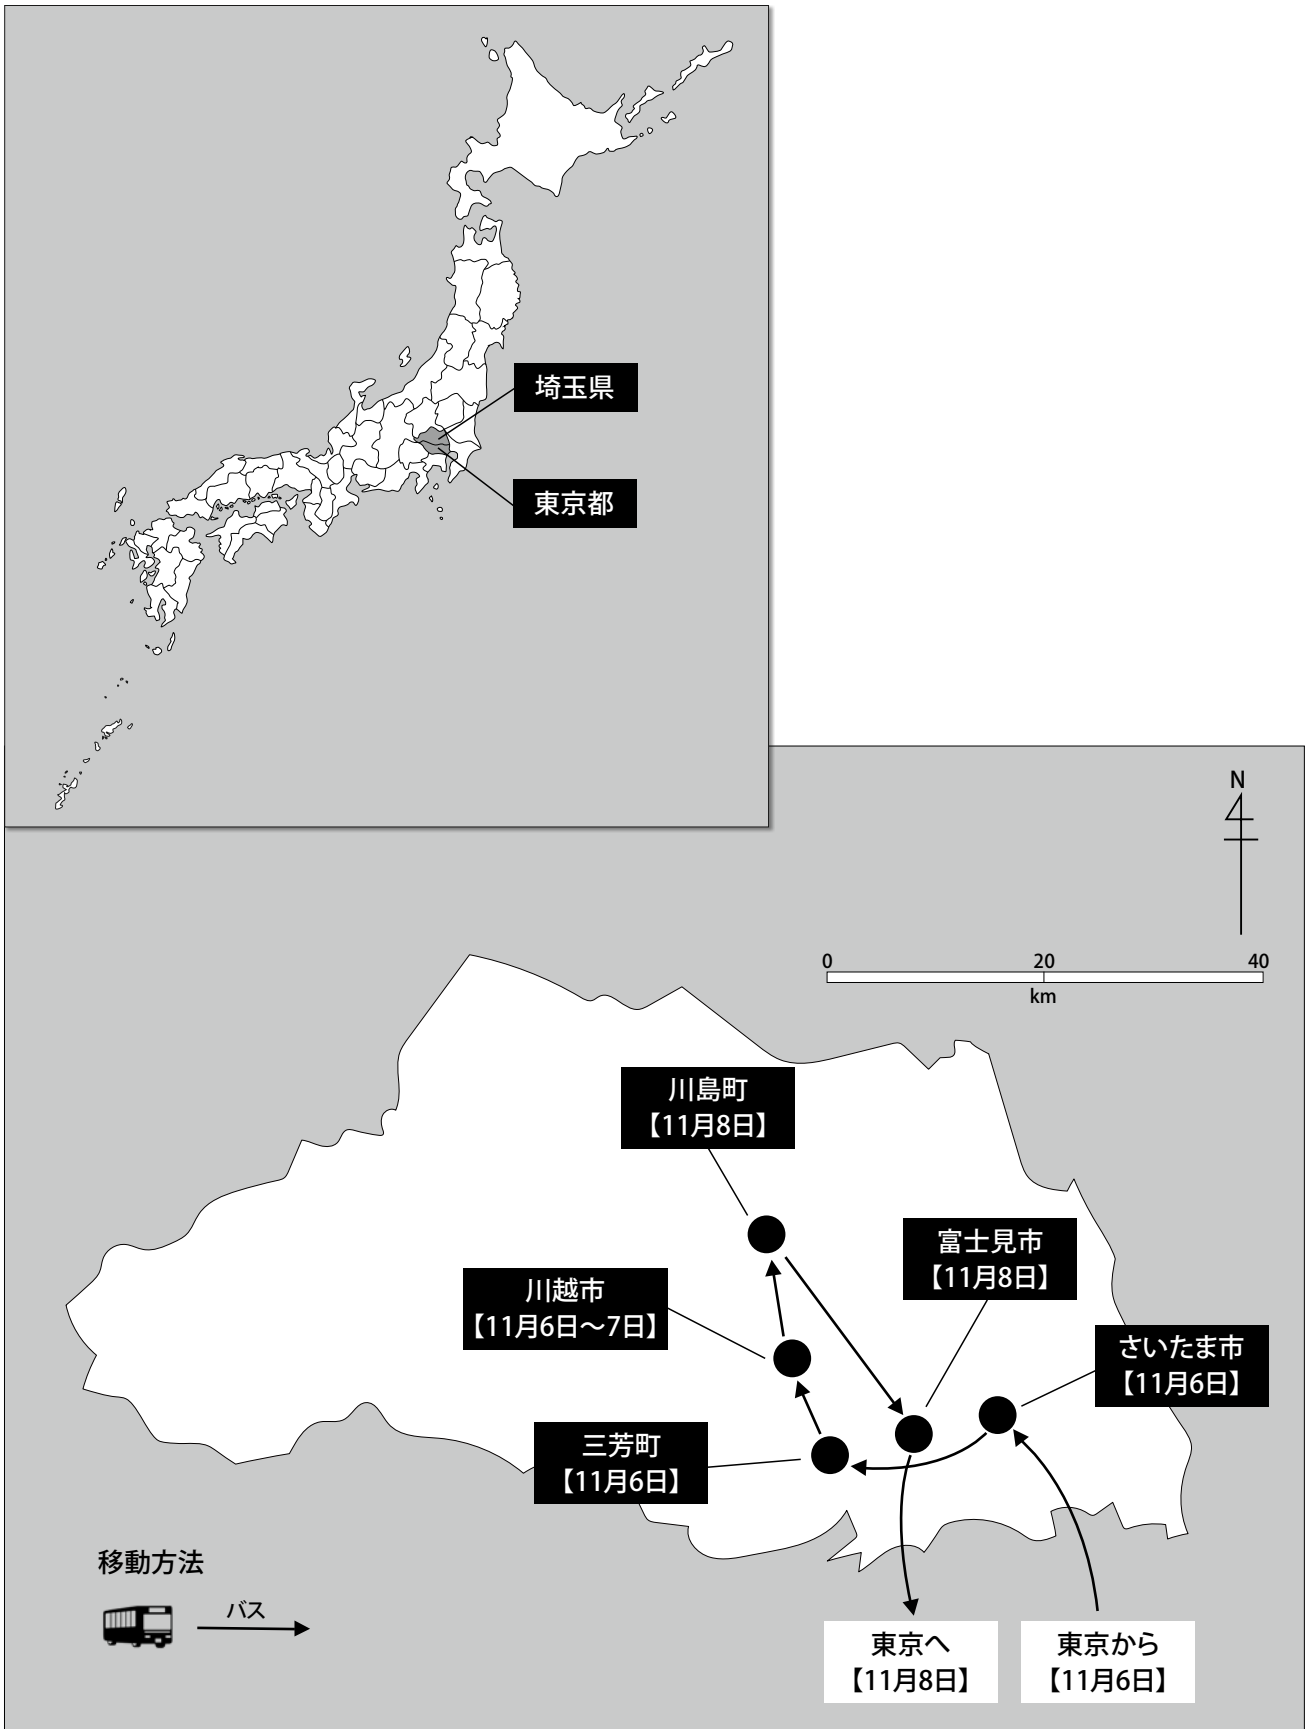 埼玉県
東京都
N
0 20 40
km
川島町
【11月8日】
富士見市
【11月8日】
川越市
【11月6日～7日】
さいたま市
【11月6日】
三芳町
【11月6日】
移動方法
バス
東京へ
【11月8日】
東京から
【11月6日】